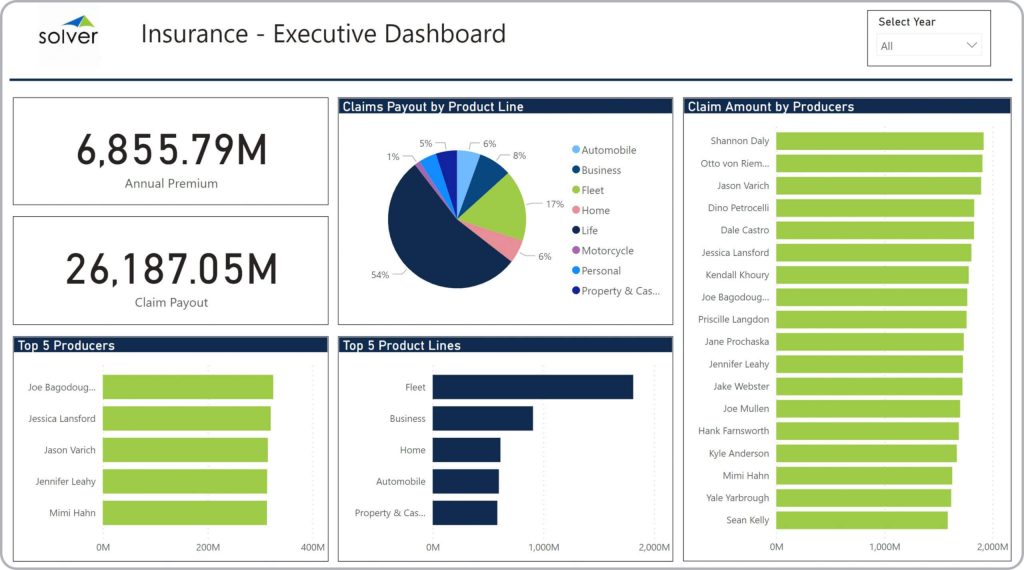 solver
Insurance - Executive Dashboard
Select Year
All
6,855.79M
Annual Premium
26,187.05M
Claim Payout
Claims Payout by Product Line
5%
6%
1%
8%
17%
6%
54%
Automobile
Business
Fleet
Home
Life
Motorcycle
Personal
Property & Cas...
Claim Amount by Producers
Shannon Daly
Otto von Riem...
Jason Varich
Dino Petrocelli
Dale Castro
Jessica Lansford
Kendall Khoury
Joe Bagodoug...
Priscille Langdon
Jane Prochaska
Jennifer Leahy
Jake Webster
Joe Mullen
Hank Farnsworth
Kyle Anderson
Mimi Hahn
Yale Yarbrough
Sean Kelly
0M 1,000M 2,000M
Top 5 Producers
Joe Bagodoug...
Jessica Lansford
Jason Varich
Jennifer Leahy
Mimi Hahn
0M 200M 400M
Top 5 Product Lines
Fleet
Business
Home
Automobile
Property & Cas...
0M 1,000M 2,000M